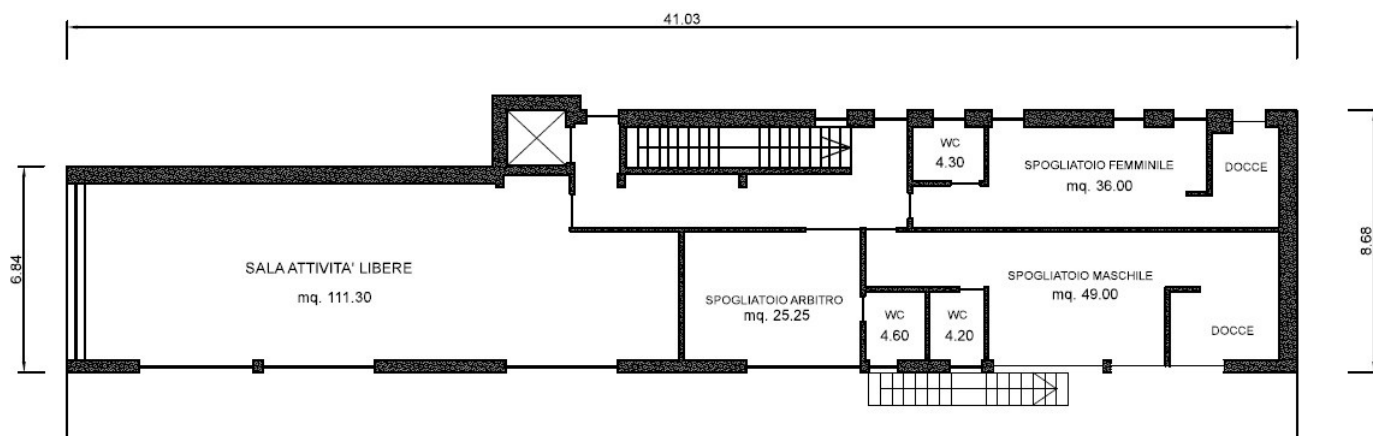 41.03
WC
4.30
SPOGLIATOIO FEMMINILE
mq. 36.00
DOCCE
6.84
8.68
SALA ATTIVITA' LIBERE
mq. 111.30
SPOGLIATOIO ARBITRO
mq. 25.25
WC
4.60
WC
4.20
SPOGLIATOIO MASCHILE
mq. 49.00
DOCCE